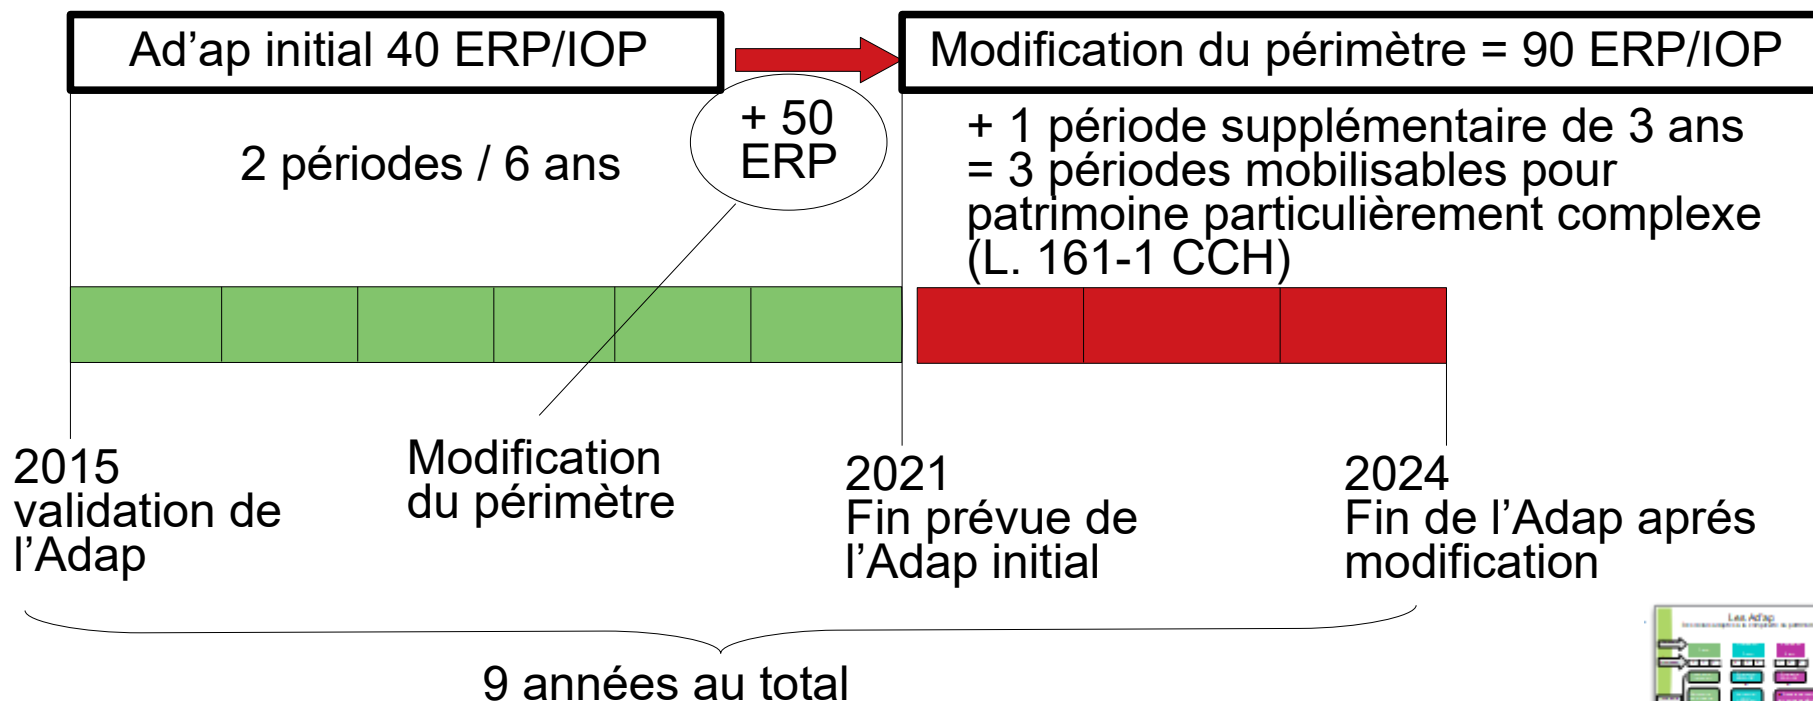 Ad’ap initial 40 ERP/IOP
Modification du périmètre = 90 ERP/IOP
2 périodes / 6 ans
+ 50
ERP
+ 1 période supplémentaire de 3 ans
= 3 périodes mobilisables pour
patrimoine particulièrement complexe
(L. 161-1 CCH)
2015
validation de
l’Adap
Modification
du périmètre
2021
Fin prévue de
l’Adap initial
2024
Fin de l’Adap aprés
modification
9 années au total
Les Ad'ap